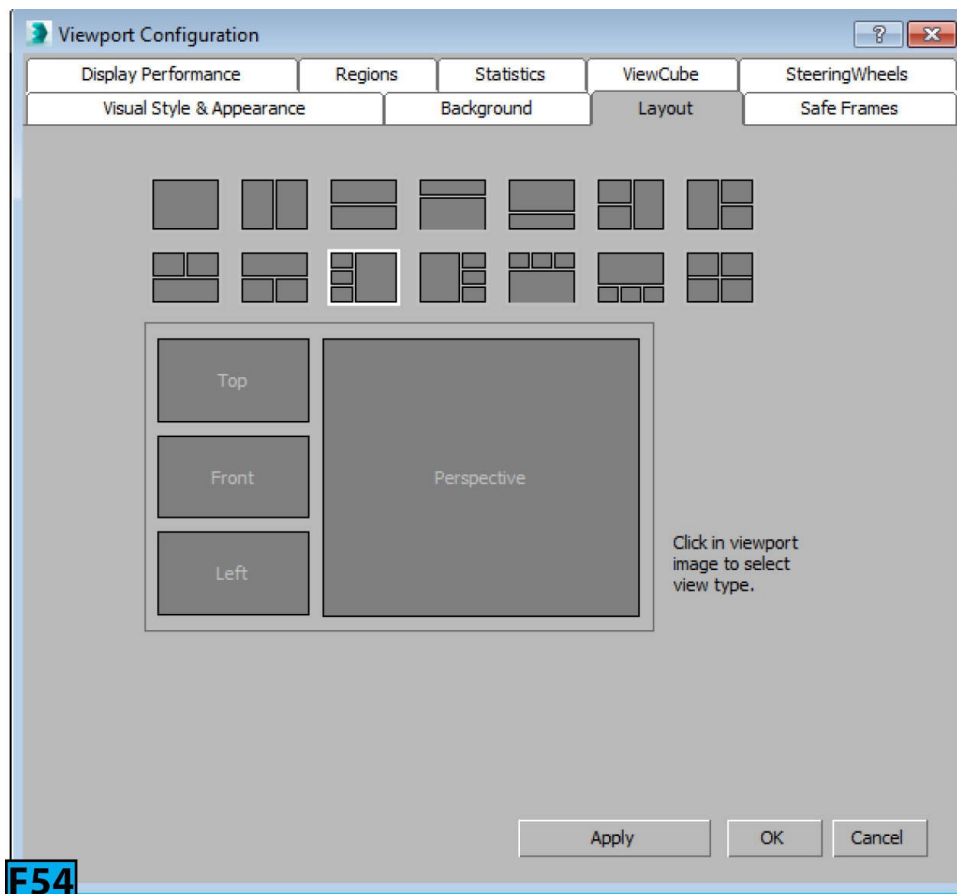 Viewport Configuration
Display Performance
Regions
Statistics
ViewCube
SteeringWheels
Visual Style & Appearance
Background
Layout
Safe Frames
Top
Front
Left
Perspective
Click in viewport
image to select
view type.
Apply
OK
Cancel
F54